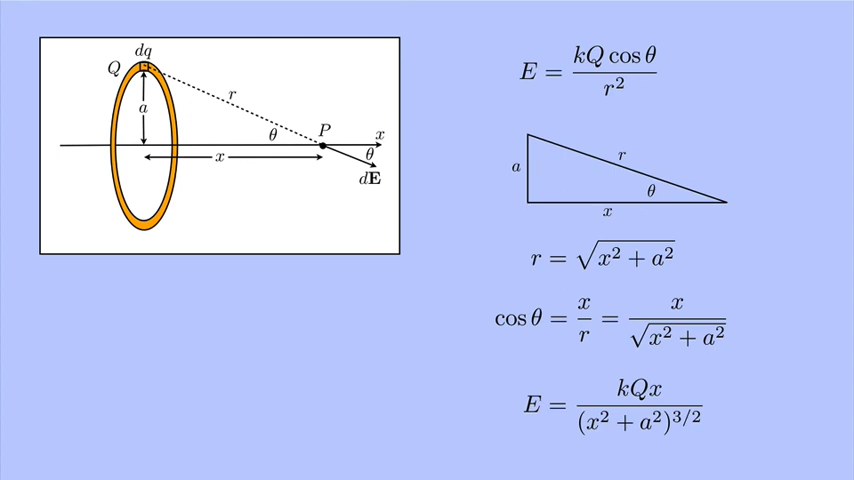 dq
Q
r
a
θ
P
x
x
θ
dE
E = kQ cos θ / r²
a
r
θ
x
r = √(x² + a²)
cos θ = x / r = x / √(x² + a²)
E = kQx / (x² + a²)^{3/2}